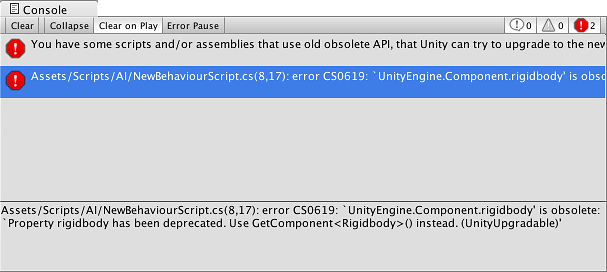 Console
Clear Collapse Clear on Play Error Pause 0 0 2
You have some scripts and/or assemblies that use old obsolete API, that Unity can try to upgrade to the new
Assets/Scripts/AI/NewBehaviourScript.cs(8,17): error CS0619: `UnityEngine.Component.rigidbody' is obso
Assets/Scripts/AI/NewBehaviourScript.cs(8,17): error CS0619: `UnityEngine.Component.rigidbody' is obsolete:
`Property rigidbody has been deprecated. Use GetComponent<Rigidbody>() instead. (UnityUpgradable)'